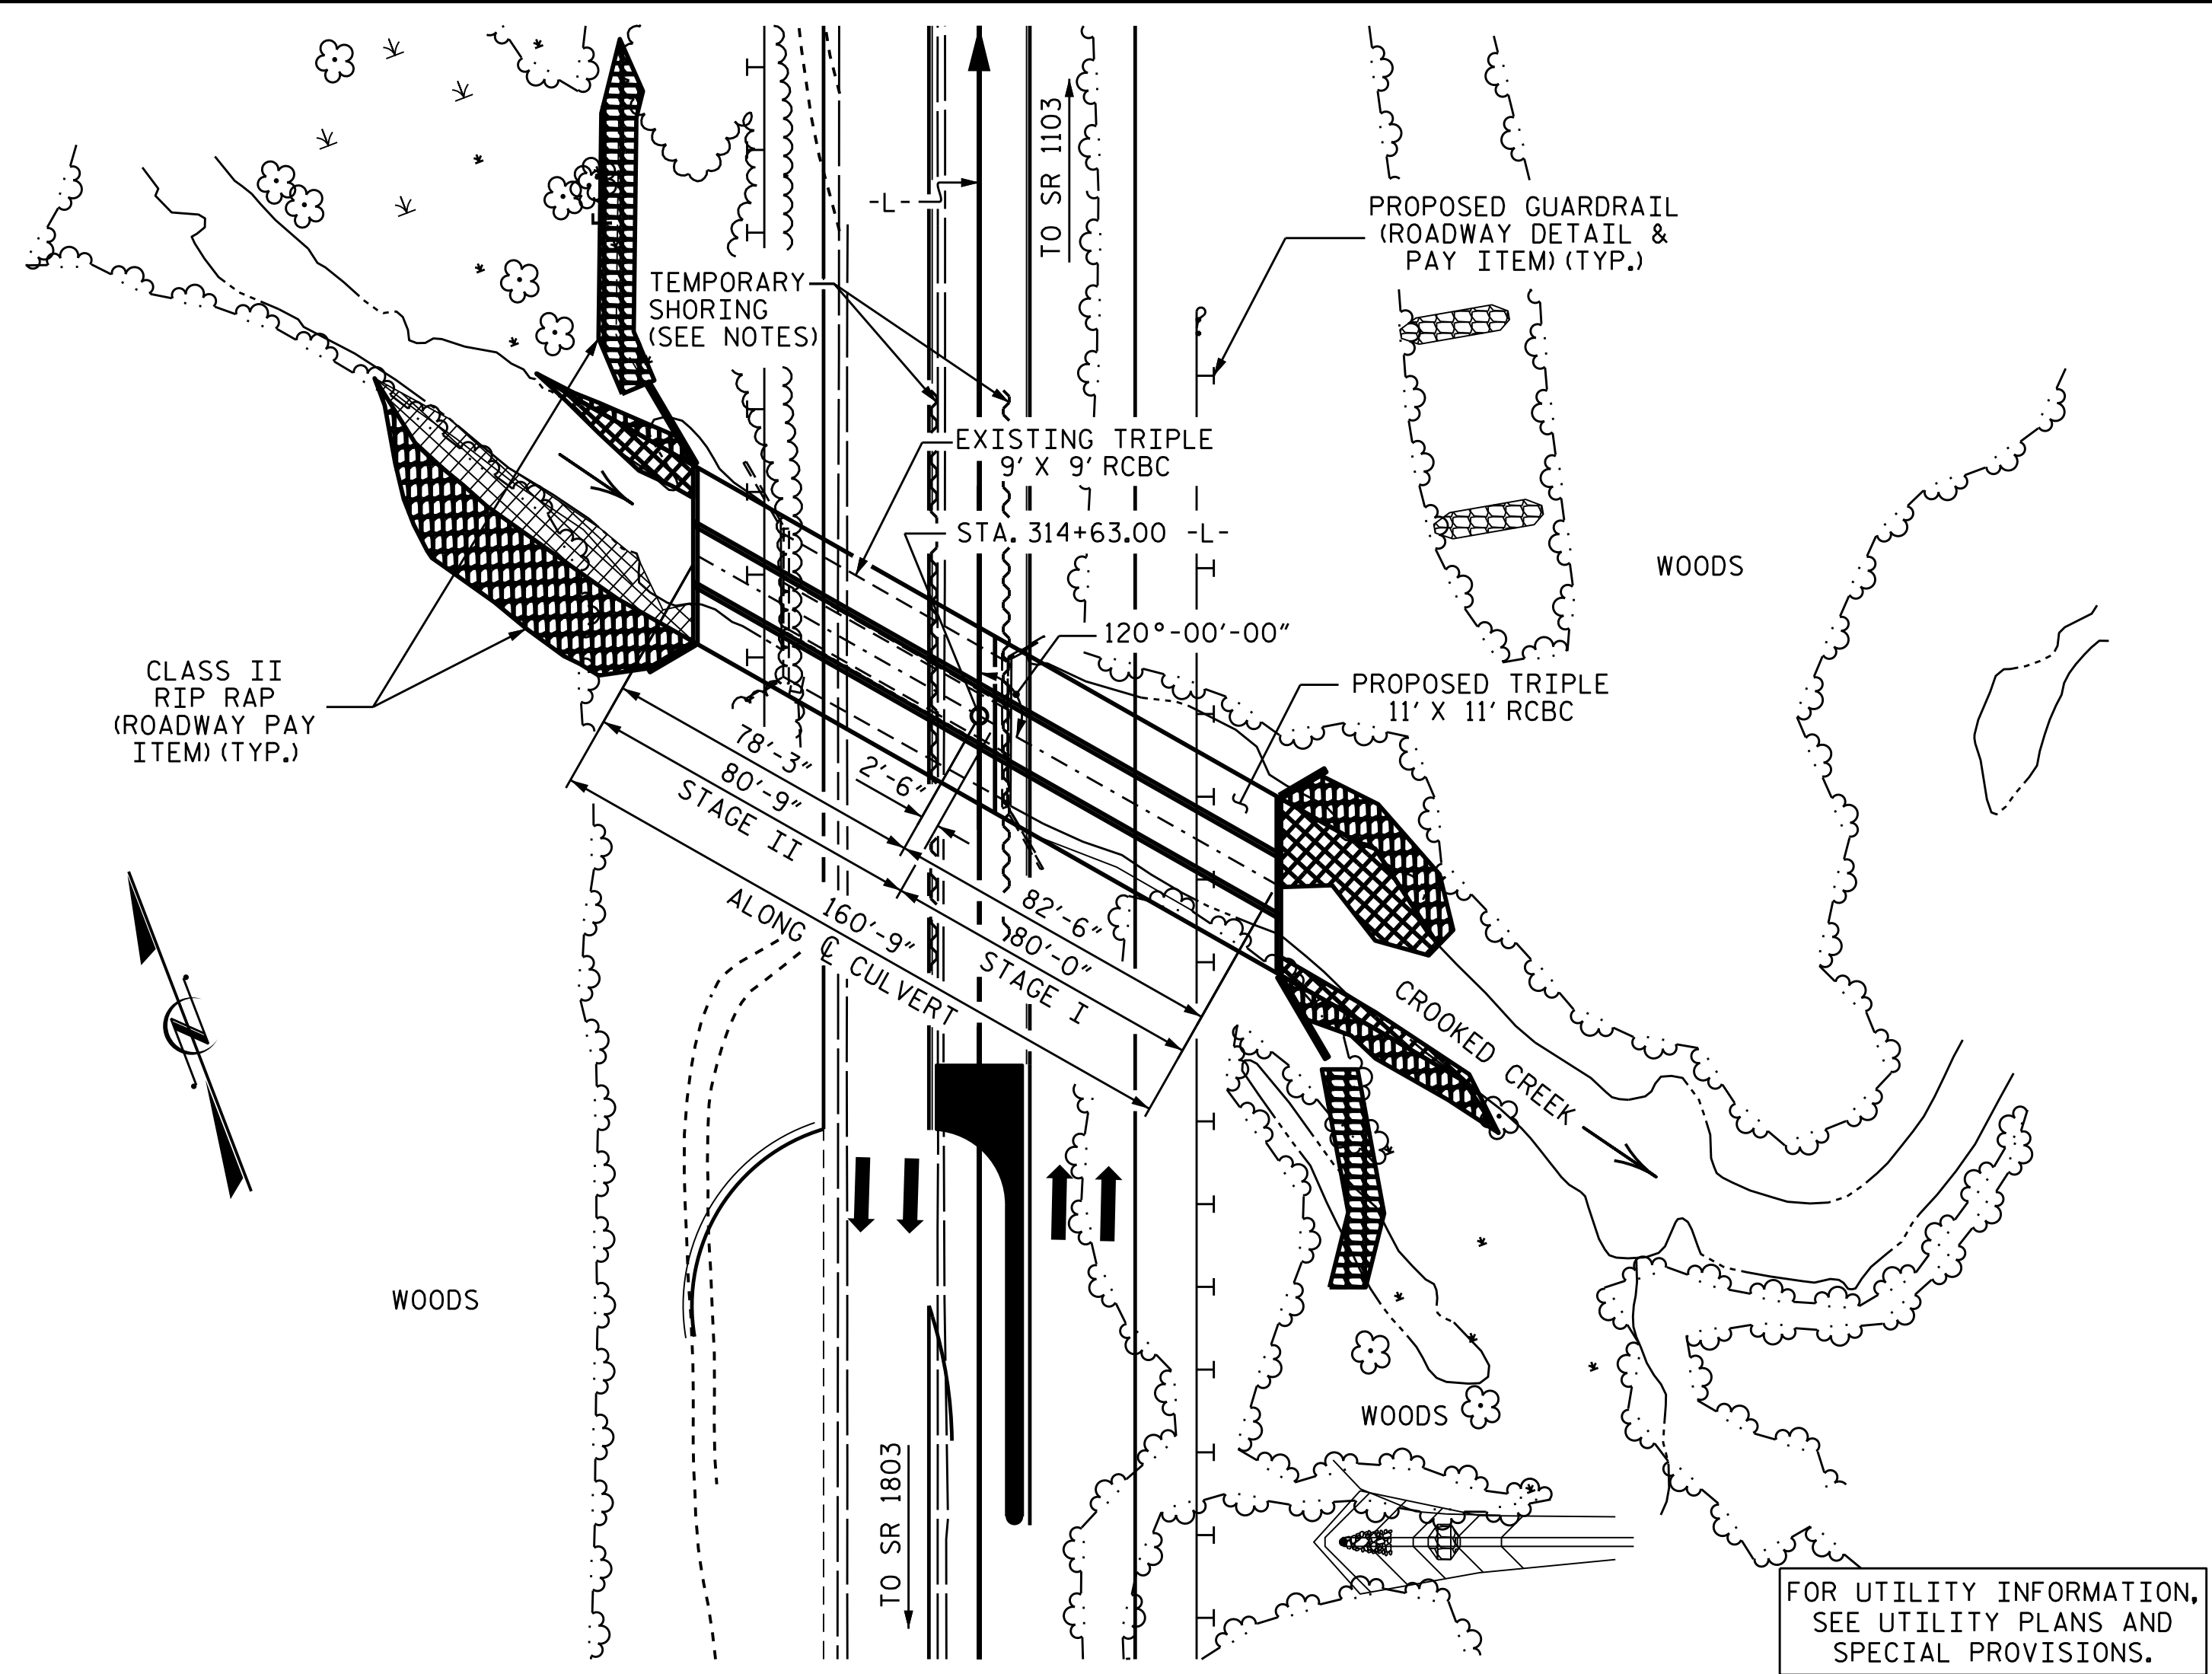 TO SR 1103
-L-
PROPOSED GUARDRAIL
(ROADWAY DETAIL &
PAY ITEM) (TYP.)
TEMPORARY
SHORING
(SEE NOTES)
EXISTING TRIPLE
9' X 9' RCBC
STA. 314+63.00 -L-
WOODS
120°-00'-00"
CLASS II
RIP RAP
(ROADWAY PAY
ITEM) (TYP.)
PROPOSED TRIPLE
11' X 11' RCBC
78'-3"
2'-6"
80'-9"
STAGE II
82'-6"
80'-0"
STAGE I
160'-9"
ALONG ℄ CULVERT
CROOKED CREEK
N
WOODS
WOODS
TO SR 1803
FOR UTILITY INFORMATION,
SEE UTILITY PLANS AND
SPECIAL PROVISIONS.